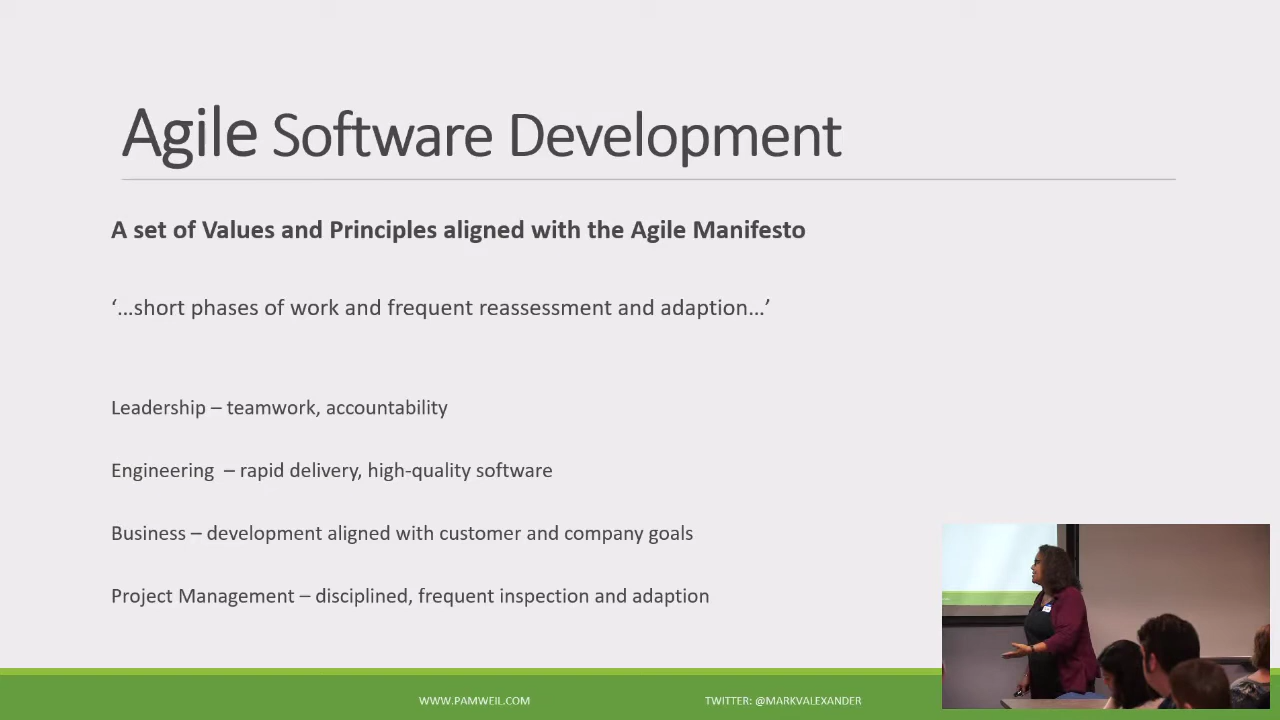 Agile Software Development
A set of Values and Principles aligned with the Agile Manifesto
‘…short phases of work and frequent reassessment and adaption…’
Leadership – teamwork, accountability
Engineering – rapid delivery, high-quality software
Business – development aligned with customer and company goals
Project Management – disciplined, frequent inspection and adaption
WWW.PAMWEIL.COM
TWITTER: @MARKVALEXANDER